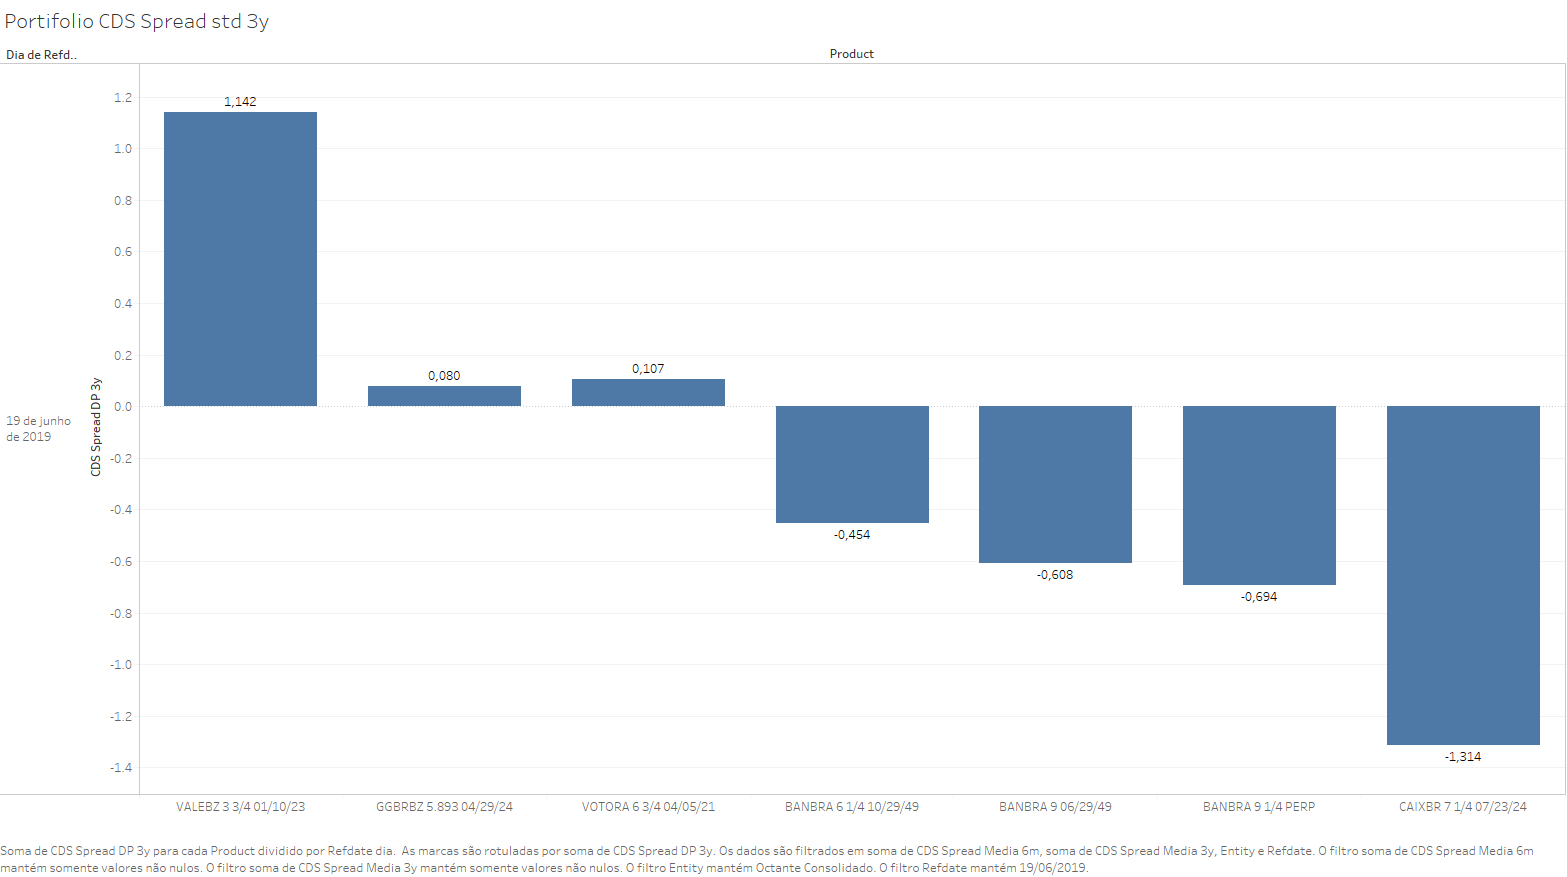 Portifolio CDS Spread std 3y
Dia de Refd..
Product
1.2
1.0
0.8
0.6
0.4
0.2
0.0
-0.2
-0.4
-0.6
-0.8
-1.0
-1.2
-1.4
CDS Spread DP 3y
19 de junho
de 2019
1,142
0,080
0,107
-0,454
-0,608
-0,694
-1,314
VALEBZ 3 3/4 01/10/23
GGBRBZ 5.893 04/29/24
VOTORA 6 3/4 04/05/21
BANBRA 6 1/4 10/29/49
BANBRA 9 06/29/49
BANBRA 9 1/4 PERP
CAIXBR 7 1/4 07/23/24
Soma de CDS Spread DP 3y para cada Product dividido por Refdate dia.  As marcas são rotuladas por soma de CDS Spread DP 3y. Os dados são filtrados em soma de CDS Spread Media 6m, soma de CDS Spread Media 3y, Entity e Refdate. O filtro soma de CDS Spread Media 6m
mantém somente valores não nulos. O filtro soma de CDS Spread Media 3y mantém somente valores não nulos. O filtro Entity mantém Octante Consolidado. O filtro Refdate mantém 19/06/2019.